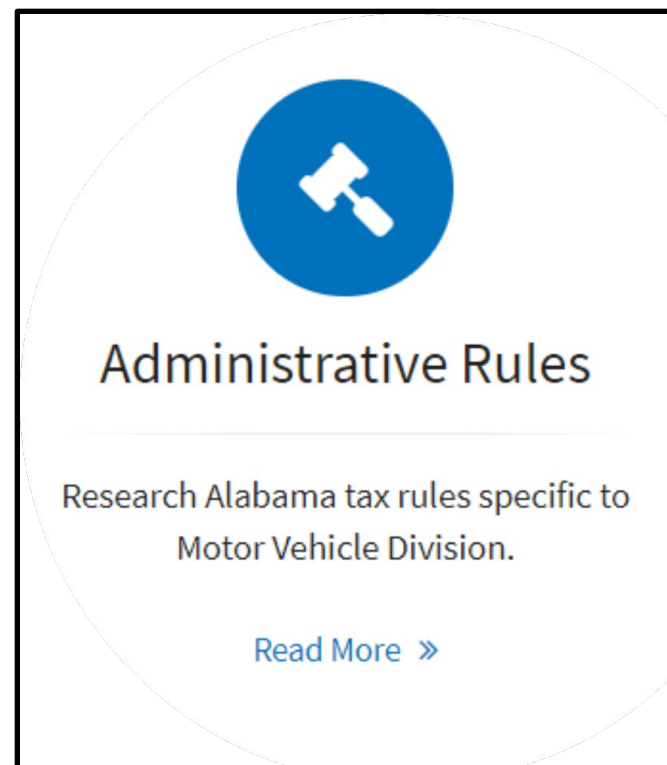 Administrative Rules
Research Alabama tax rules specific to
Motor Vehicle Division.
Read More »